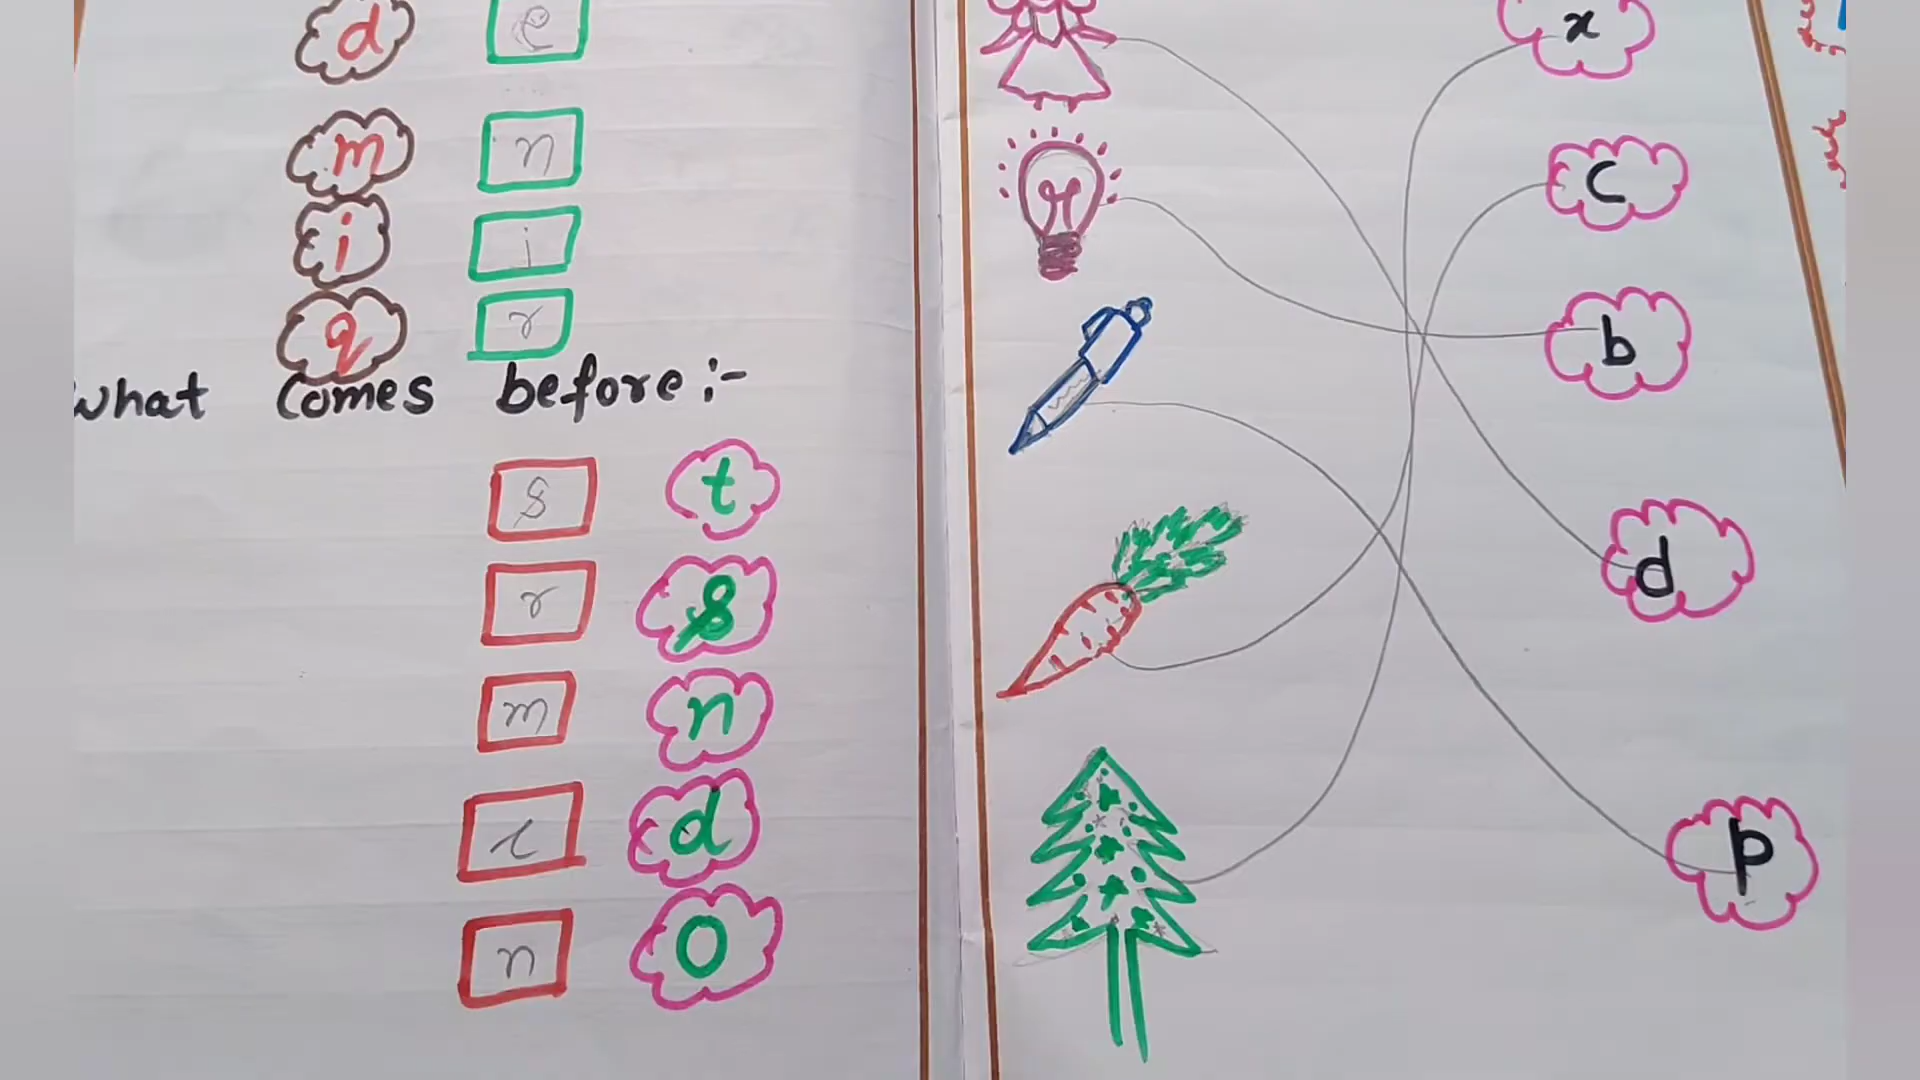 d e
m n
i j
q r
what comes before:-
s t
r s
m n
c d
n o
x
c
b
d
p